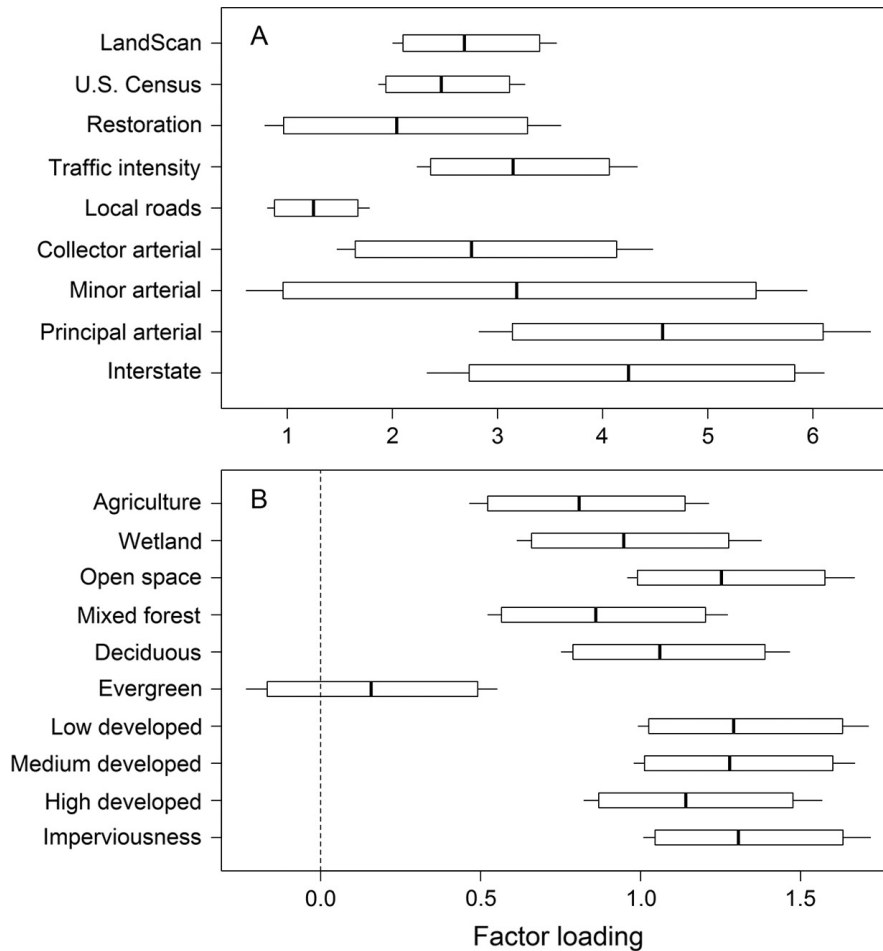 A
LandScan
U.S. Census
Restoration
Traffic intensity
Local roads
Collector arterial
Minor arterial
Principal arterial
Interstate
1 2 3 4 5 6
B
Agriculture
Wetland
Open space
Mixed forest
Deciduous
Evergreen
Low developed
Medium developed
High developed
Imperviousness
0.0 0.5 1.0 1.5
Factor loading